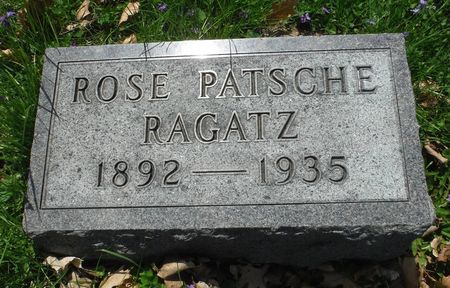 ROSE PATSCHE
RAGATZ
1892 — 1935